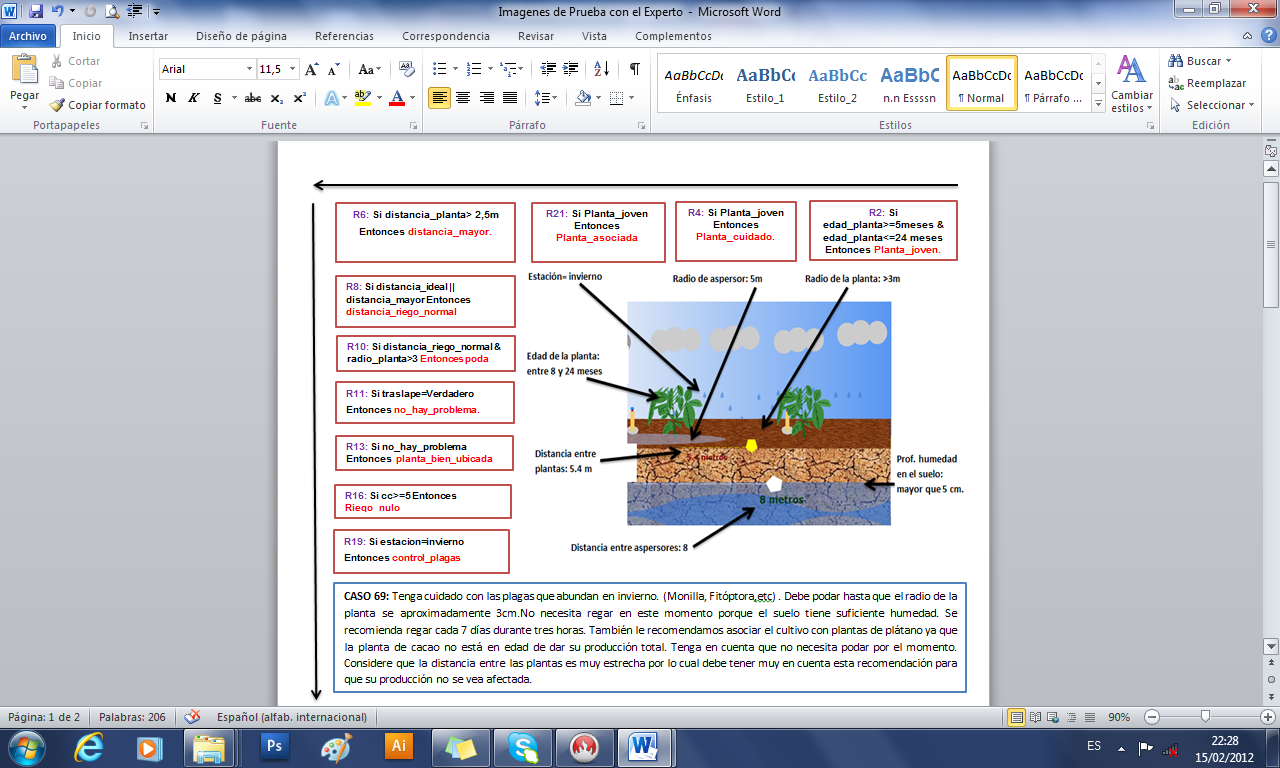 Imagenes de Prueba con el Experto - Microsoft Word
Archivo Inicio Insertar Diseño de página Referencias Correspondencia Revisar Vista Complementos
Pegar
Cortar
Copiar
Copiar formato
Portapapeles
Arial 11,5
N K S abc x₂ x² A A
Aa
Fuente
Párrafo
AaBbCcDc AaBbCc AaBbCc AaBbC AaBbCcDc AaBbCcDc
Énfasis Estilo_1 Estilo_2 n.n Essssn ¶ Normal ¶ Párrafo ...
Cambiar
estilos
Estilos
Buscar
Reemplazar
Seleccionar
Edición
R6: Si distancia_planta> 2,5m
Entonces distancia_mayor.
R21: Si Planta_joven
Entonces
Planta_asociada
R4: Si Planta_joven
Entonces
Planta_cuidado.
R2: Si
edad_planta>=5meses &
edad_planta<=24 meses
Entonces Planta_joven.
R8: Si distancia_ideal ||
distancia_mayor Entonces
distancia_riego_normal
R10: Si distancia_riego_normal &
radio_planta>3 Entonces poda
R11: Si traslape=Verdadero
Entonces no_hay_problema.
R13: Si no_hay_problema
Entonces planta_bien_ubicada
R16: Si cc>=5 Entonces
Riego_nulo
R19: Si estacion=invierno
Entonces control_plagas
Estación= invierno
Radio de aspersor: 5m
Radio de la planta: >3m
Edad de la planta:
entre 8 y 24 meses
Distancia entre
plantas: 5.4 m
5.4 metros
Prof. humedad
en el suelo:
mayor que 5 cm.
8 metros
Distancia entre aspersores: 8
CASO 69: Tenga cuidado con las plagas que abundan en invierno. (Monilla, Fitóptora,etc) . Debe podar hasta que el radio de la
planta se aproximadamente 3cm.No necesita regar en este momento porque el suelo tiene suficiente humedad. Se
recomienda regar cada 7 días durante tres horas. También le recomendamos asociar el cultivo con plantas de plátano ya que
la planta de cacao no está en edad de dar su producción total. Tenga en cuenta que no necesita podar por el momento.
Considere que la distancia entre las plantas es muy estrecha por lo cual debe tener muy en cuenta esta recomendación para
que su producción no se vea afectada.
Página: 1 de 2 Palabras: 206 Español (alfab. internacional) 90%
Ps Ai
ES
22:28
15/02/2012